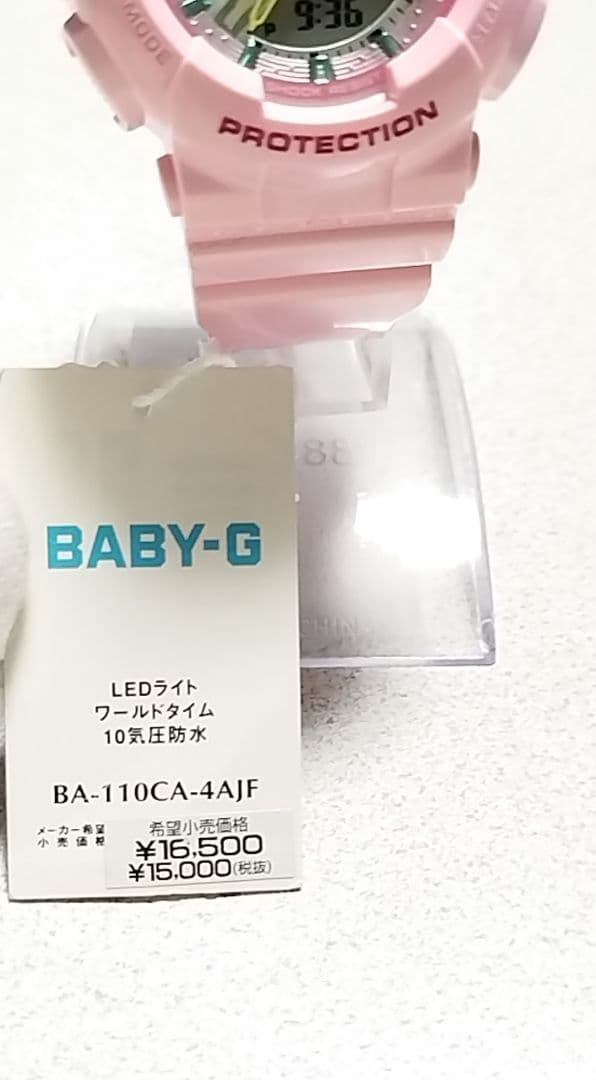 MODE
9:36
P
SHOCK RESIST
PROTECTION
88
CHIN
BABY-G
LEDライト
ワールドタイム
10気圧防水
BA-110CA-4AJF
メーカー希望
小売価格
希望小売価格
¥16,500
¥15,000(税抜)